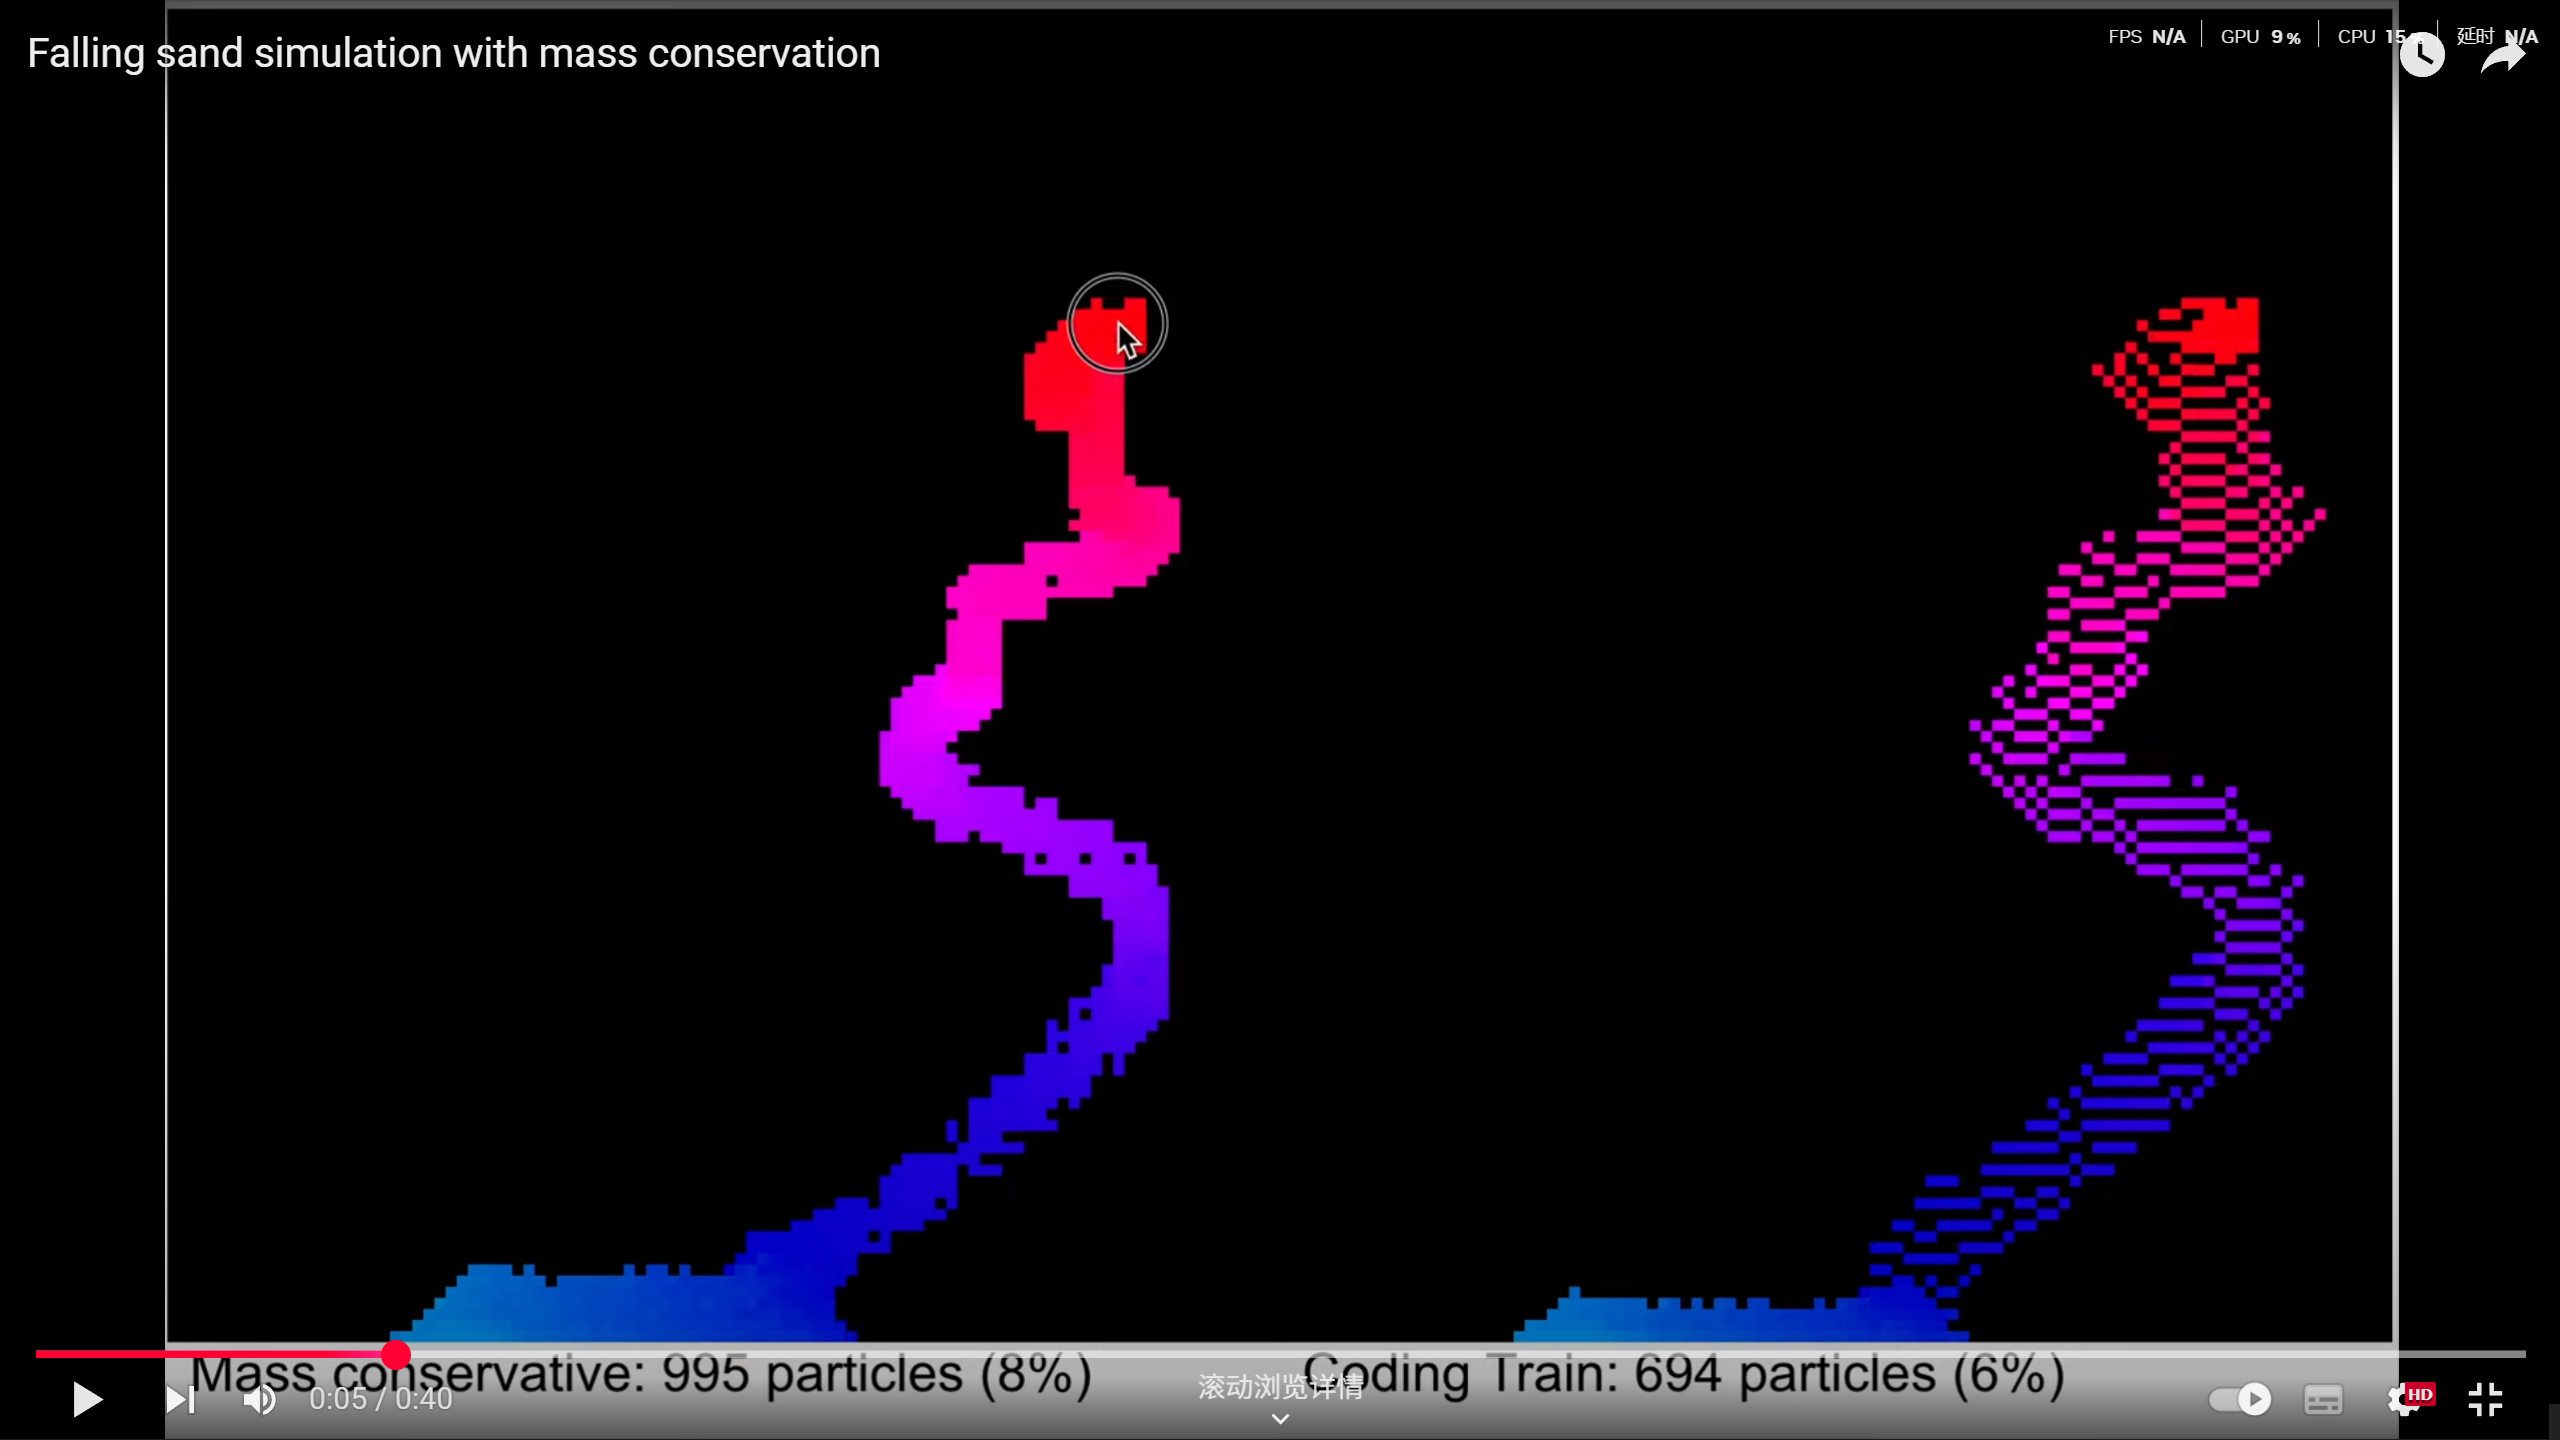 Falling sand simulation with mass conservation
FPS N/A GPU 9% CPU 15% 延时 N/A
Mass conservative: 995 particles (8%)
Coding Train: 694 particles (6%)
0:05 / 0:40
滚动浏览详情
HD